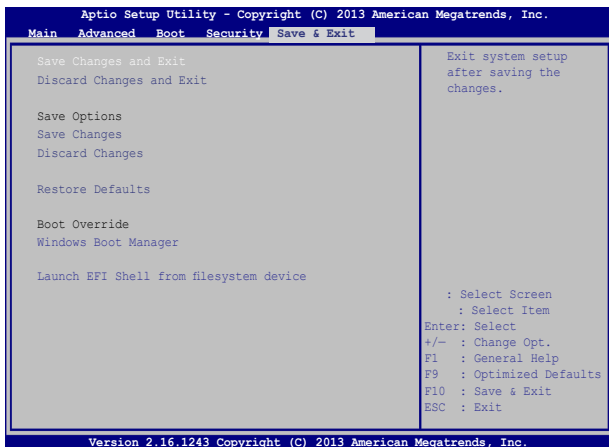 Aptio Setup Utility - Copyright (C) 2013 American Megatrends, Inc.
Main Advanced Boot Security Save & Exit
Save Changes and Exit
Discard Changes and Exit
Save Options
Save Changes
Discard Changes
Restore Defaults
Boot Override
Windows Boot Manager
Launch EFI Shell from filesystem device
Exit system setup
after saving the
changes.
: Select Screen
: Select Item
Enter: Select
+/— : Change Opt.
F1 : General Help
F9 : Optimized Defaults
F10 : Save & Exit
ESC : Exit
Version 2.16.1243 Copyright (C) 2013 American Megatrends, Inc.